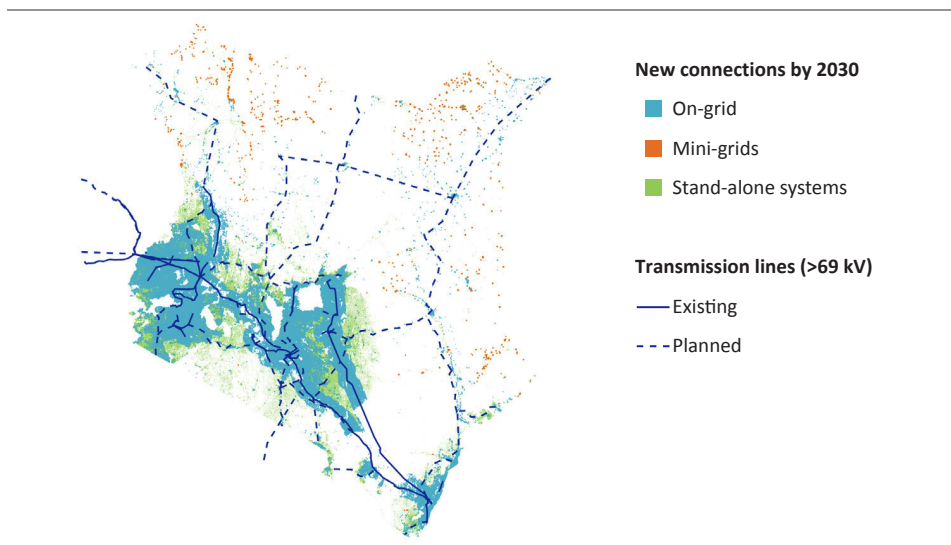 New connections by 2030
On-grid
Mini-grids
Stand-alone systems
Transmission lines (>69 kV)
Existing
Planned